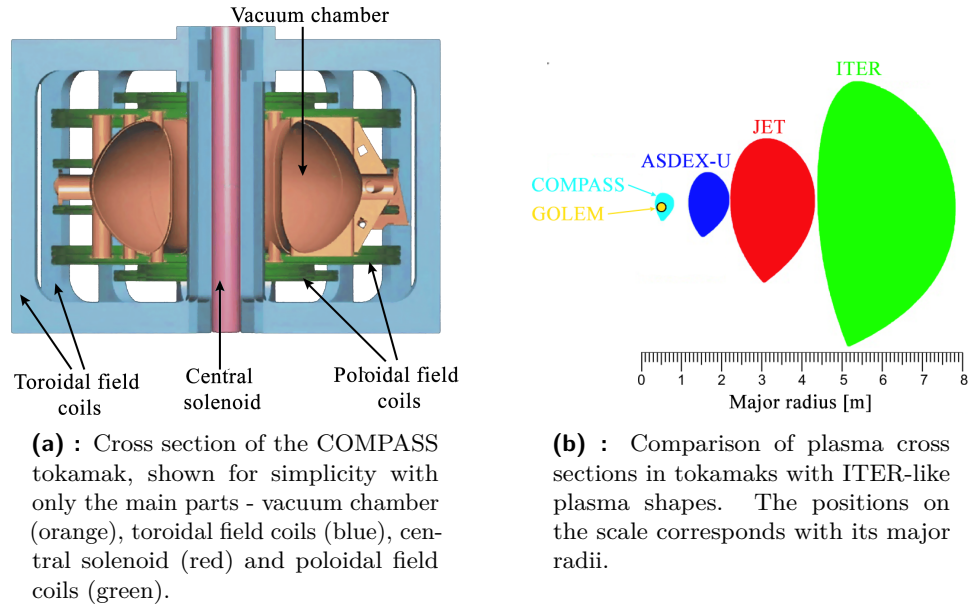 Vacuum chamber
Toroidal field
coils
Central
solenoid
Poloidal field
coils
(a) : Cross section of the COMPASS
tokamak, shown for simplicity with
only the main parts - vacuum chamber
(orange), toroidal field coils (blue), cen-
tral solenoid (red) and poloidal field
coils (green).
ITER
JET
ASDEX-U
COMPASS
GOLEM
0 1 2 3 4 5 6 7 8
Major radius [m]
(b) : Comparison of plasma cross
sections in tokamaks with ITER-like
plasma shapes. The positions on
the scale corresponds with its major
radii.